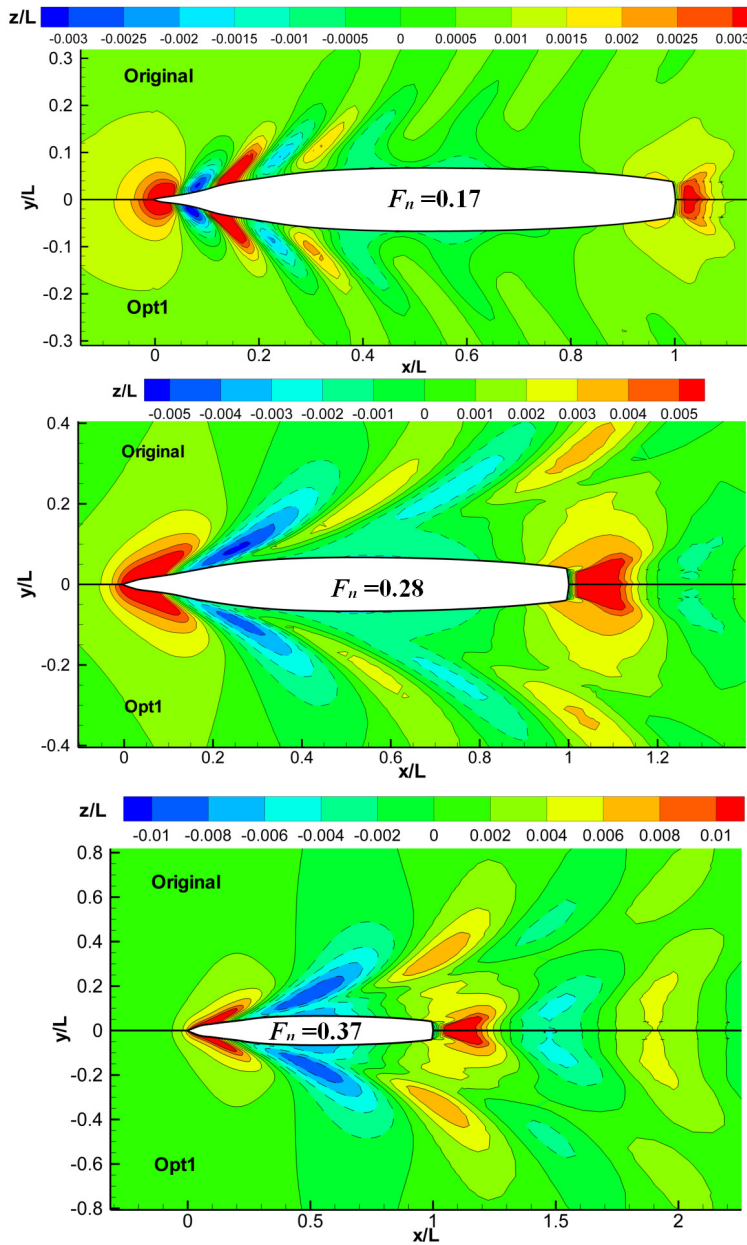 z/L
-0.003 -0.0025 -0.002 -0.0015 -0.001 -0.0005 0 0.0005 0.001 0.0015 0.002 0.0025 0.003
0.3
Original
0.2
0.1
y/L
0
Fn =0.17
-0.1
-0.2
Opt1
-0.3
0 0.2 0.4 0.6 0.8 1
x/L
z/L
-0.005 -0.004 -0.003 -0.002 -0.001 0 0.001 0.002 0.003 0.004 0.005
0.4
Original
0.2
y/L
0
Fn =0.28
-0.2
Opt1
-0.4
0 0.2 0.4 0.6 0.8 1 1.2
x/L
z/L
-0.01 -0.008 -0.006 -0.004 -0.002 0 0.002 0.004 0.006 0.008 0.01
0.8
Original
0.6
0.4
0.2
y/L
0
Fn =0.37
-0.2
-0.4
-0.6
Opt1
-0.8
0 0.5 1 1.5 2
x/L